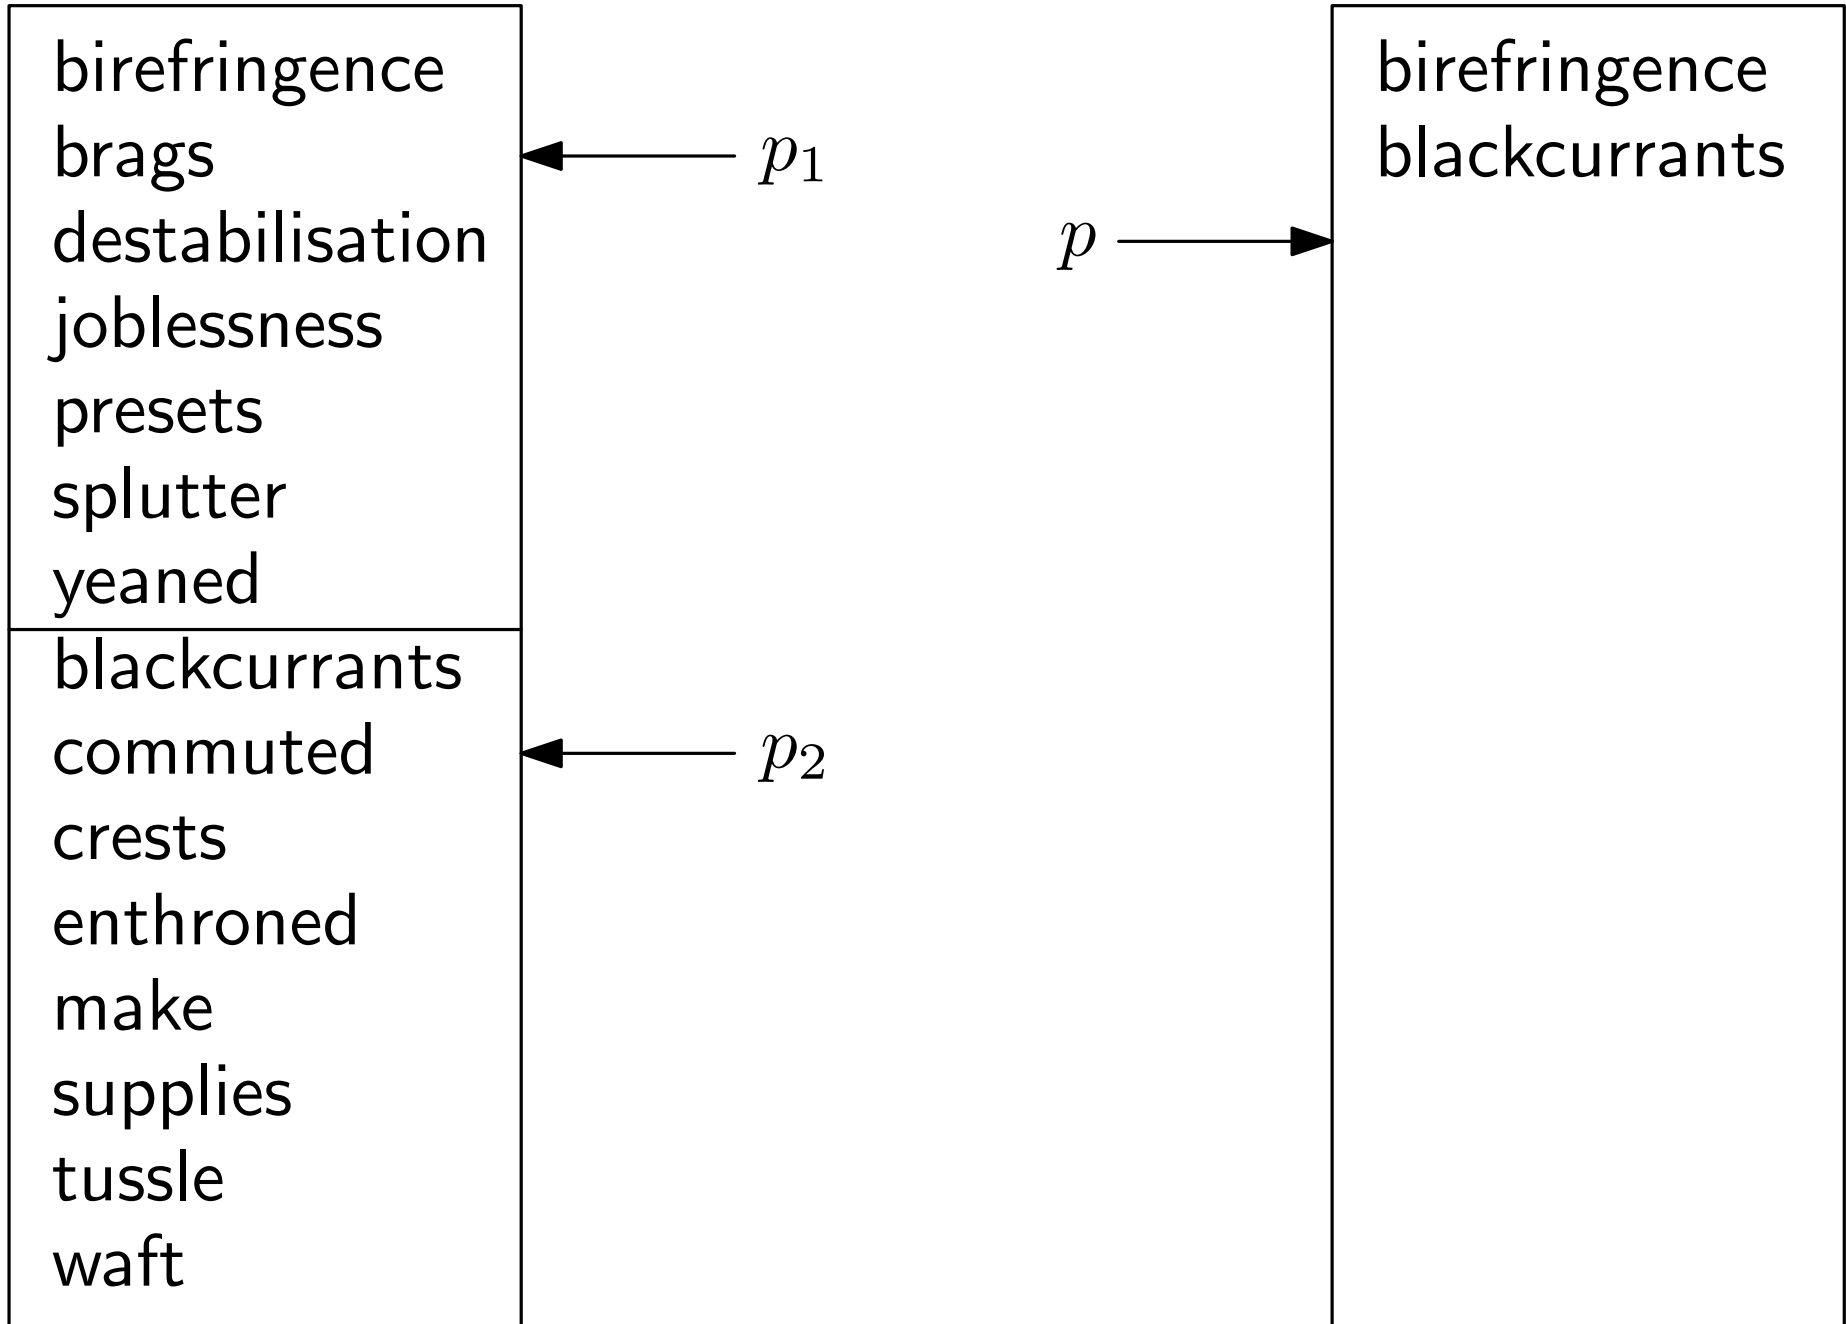 birefringence
brags
destabilisation
joblessness
presets
splutter
yeaned
blackcurrants
commuted
crests
enthroned
make
supplies
tussle
waft
p₁
p₂
p
birefringence
blackcurrants